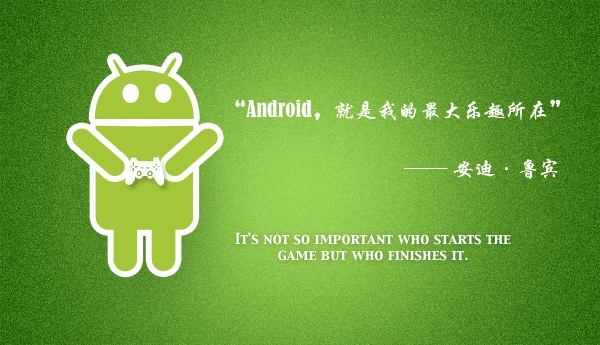 “Android，就是我的最大乐趣所在”
—— 安迪·鲁宾
It's not so important who starts the
game but who finishes it.